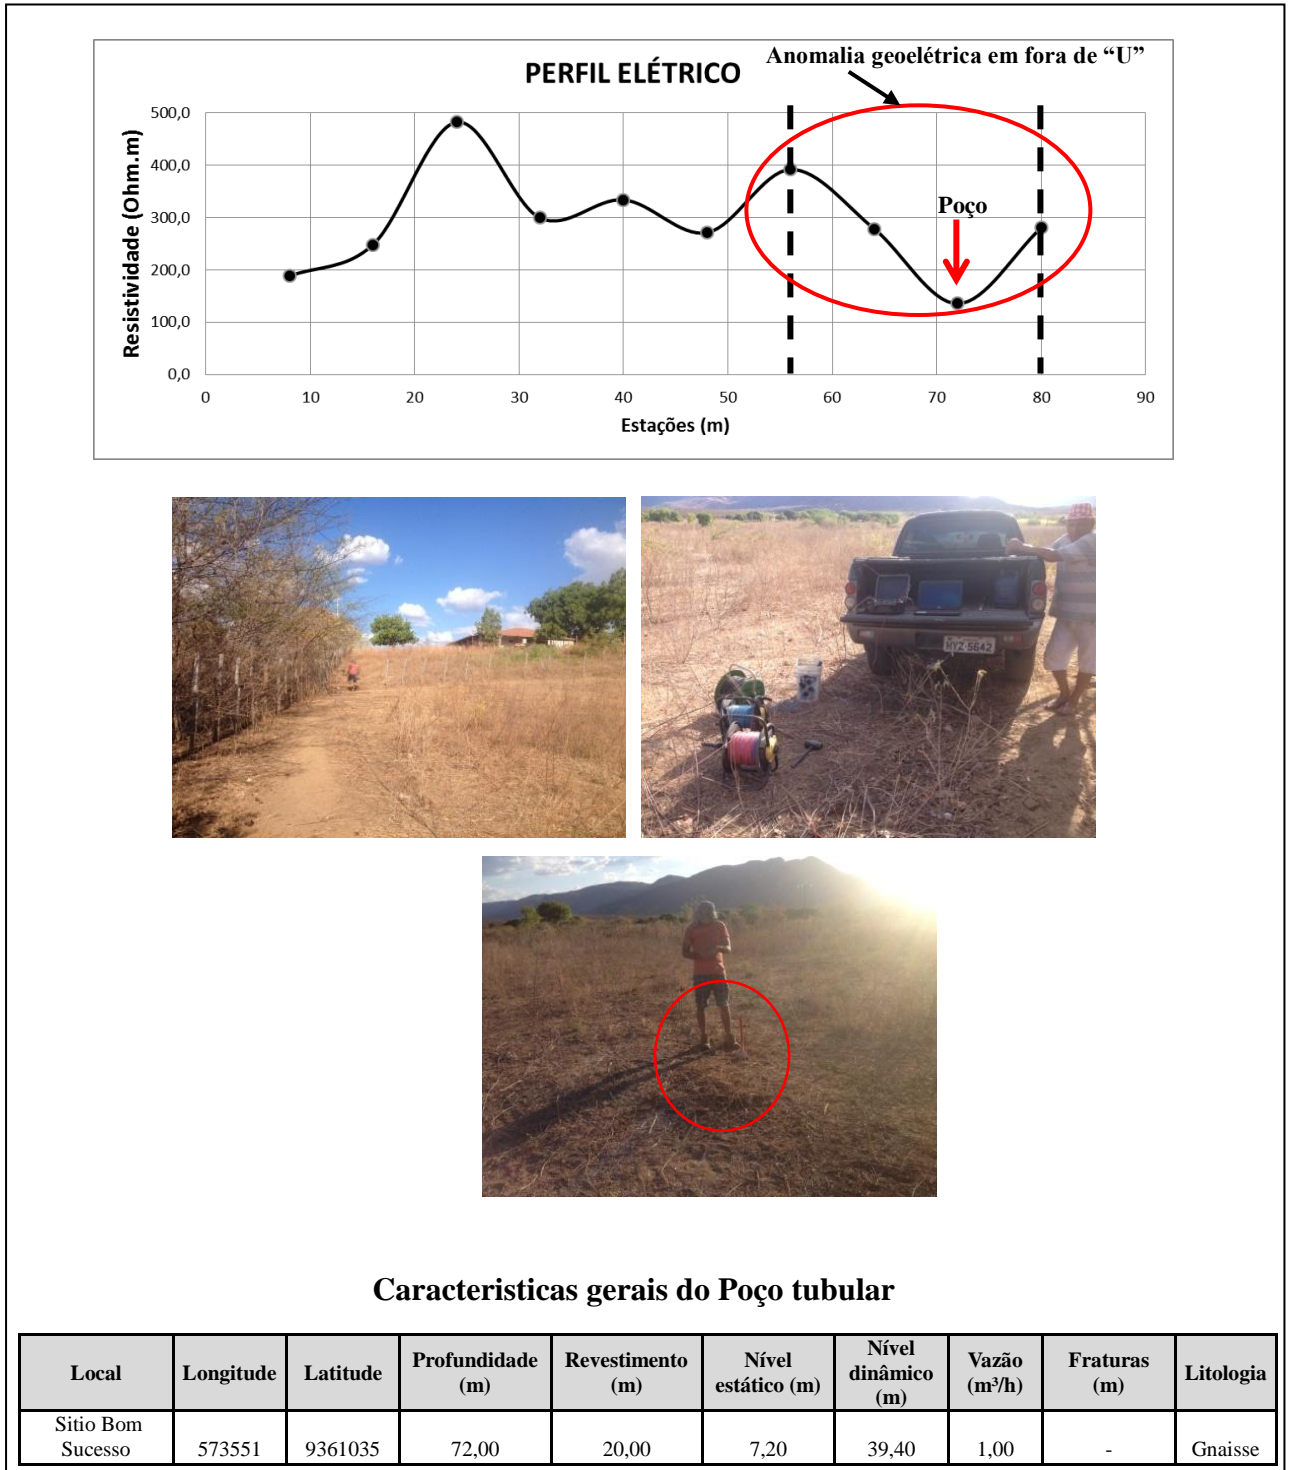 Anomalia geoelétrica em fora de “U”
PERFIL ELÉTRICO
Resistividade (Ohm.m)
500,0
400,0
300,0
200,0
100,0
0,0
Poço
0 10 20 30 40 50 60 70 80 90
Estações (m)
HYZ 5642
Caracteristicas gerais do Poço tubular
Local Longitude Latitude Profundidade (m) Revestimento (m) Nível estático (m) Nível dinâmico (m) Vazão (m³/h) Fraturas (m) Litologia
Sitio Bom Sucesso 573551 9361035 72,00 20,00 7,20 39,40 1,00 - Gnaisse